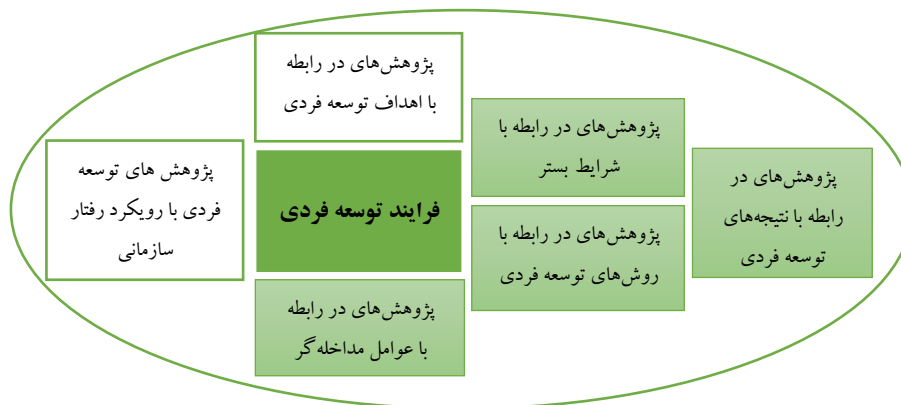 پژوهش‌های در رابطه
با اهداف توسعه فردی
پژوهش‌های در رابطه با
شرایط بستر
پژوهش‌های در
رابطه با نتیجه‌های
توسعه فردی
پژوهش های توسعه
فردی با رویکرد رفتار
سازمانی
فرایند توسعه فردی
پژوهش‌های در رابطه با
روش‌های توسعه فردی
پژوهش‌های در رابطه
با عوامل مداخله‌گر